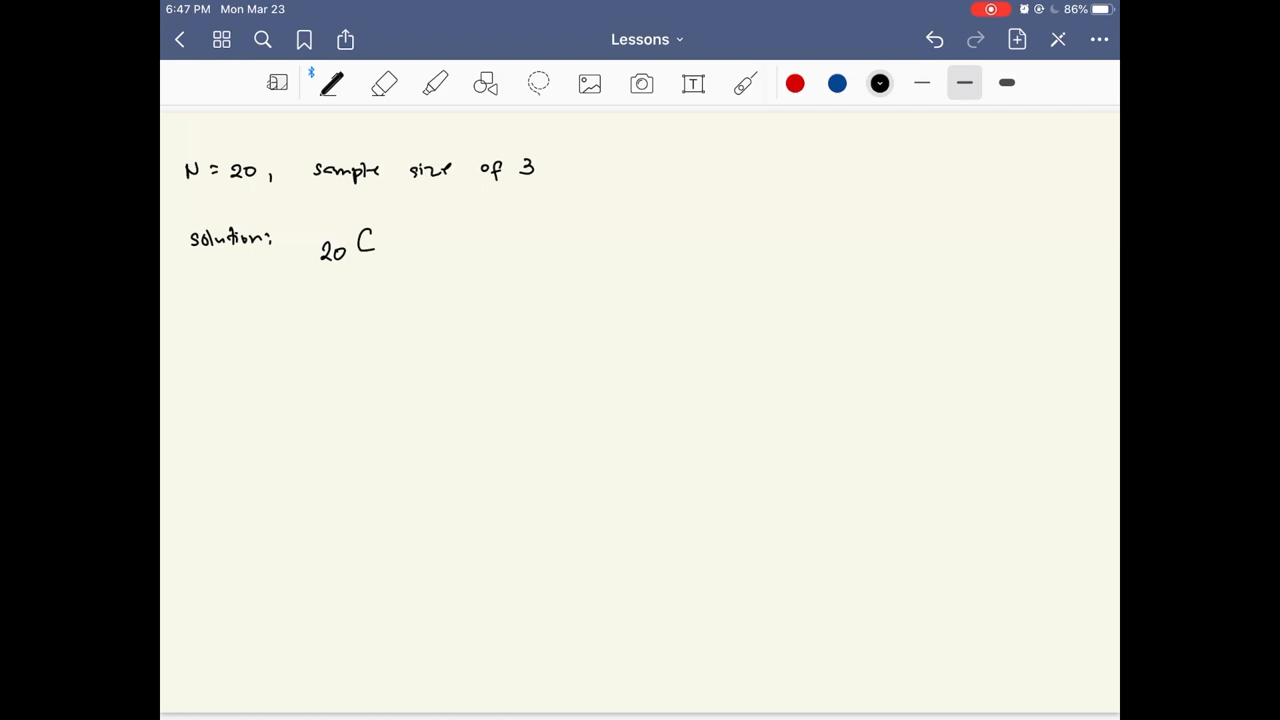 6:47 PM Mon Mar 23 86%
Lessons
T
N = 20, sample size of 3
solution: 20 C